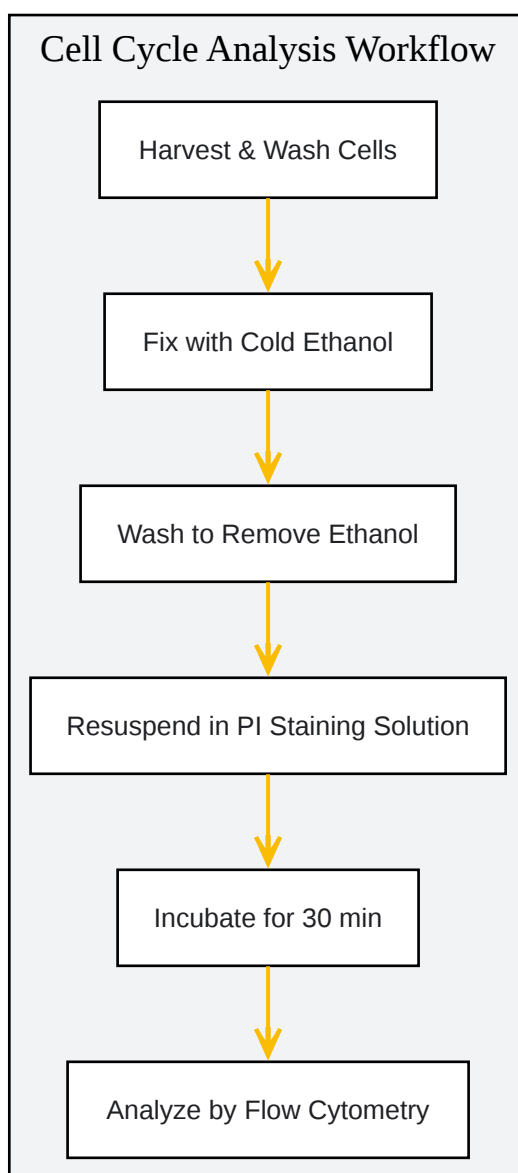 Cell Cycle Analysis Workflow
Harvest & Wash Cells
Fix with Cold Ethanol
Wash to Remove Ethanol
Resuspend in PI Staining Solution
Incubate for 30 min
Analyze by Flow Cytometry